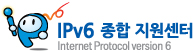 IPv6 종합 지원센터
Internet Protocol version 6